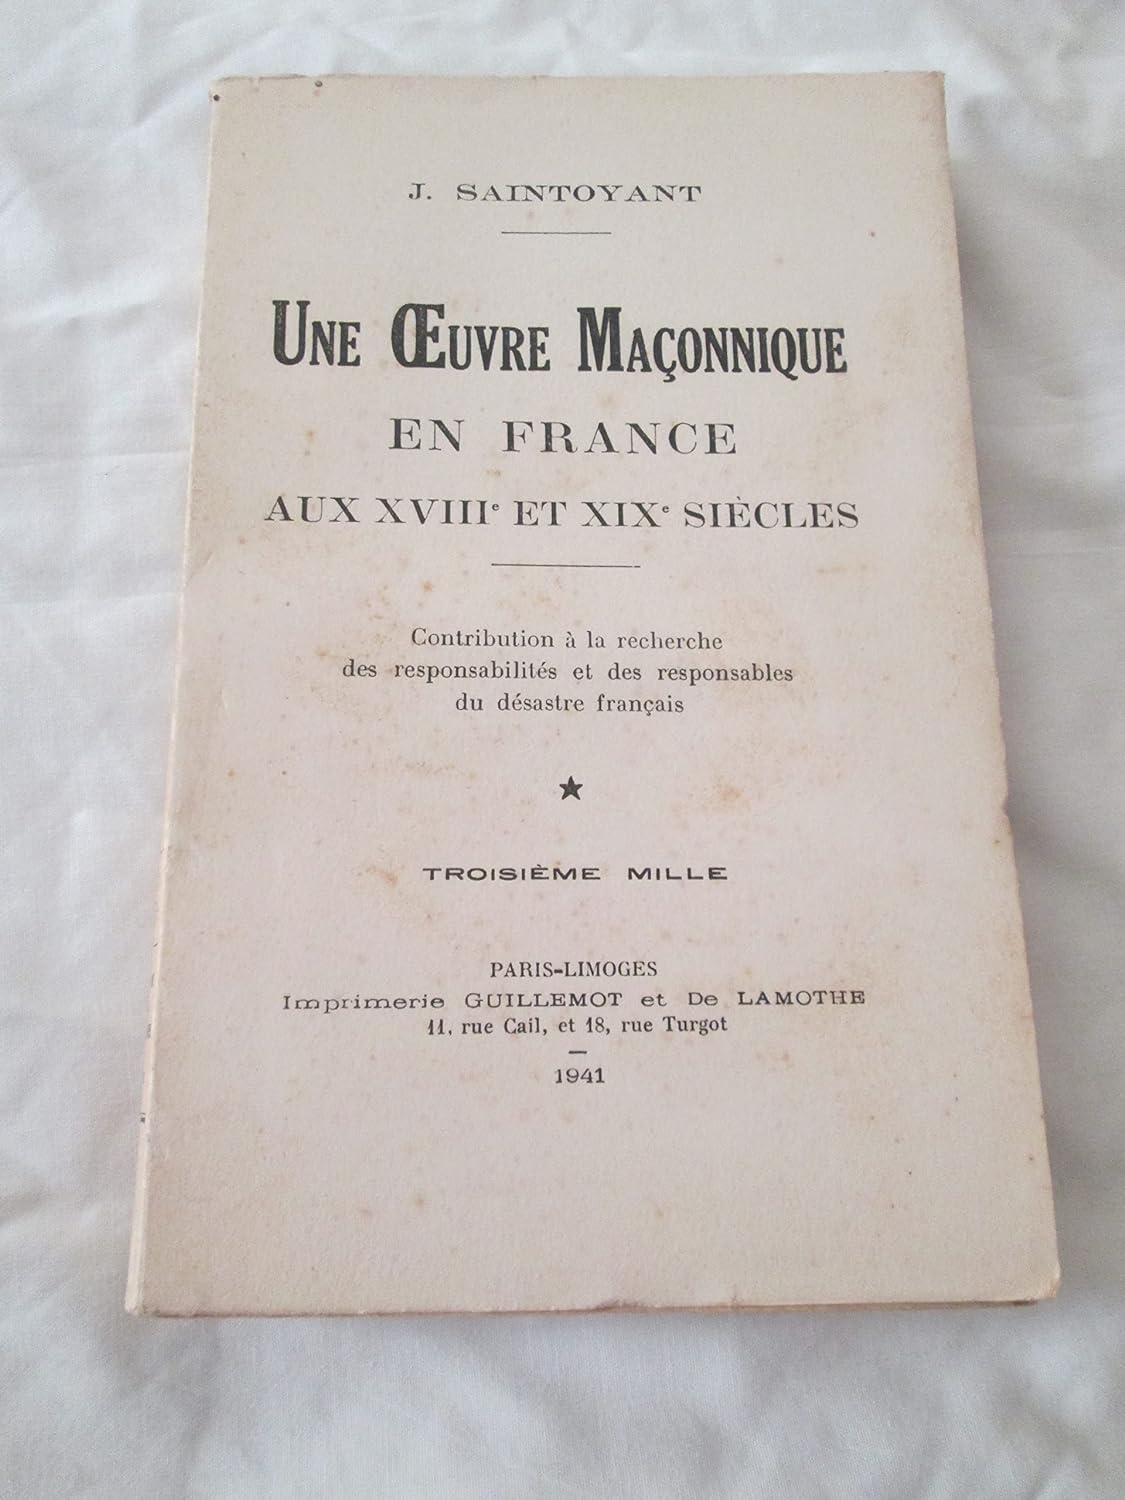 J. SAINTOYANT
UNE ŒUVRE MAÇONNIQUE
EN FRANCE
AUX XVIIIe ET XIXe SIÈCLES
Contribution à la recherche
des responsabilités et des responsables
du désastre français
★
TROISIÈME MILLE
PARIS-LIMOGES
Imprimerie GUILLEMOT et De LAMOTHE
11, rue Cail, et 18, rue Turgot
1941